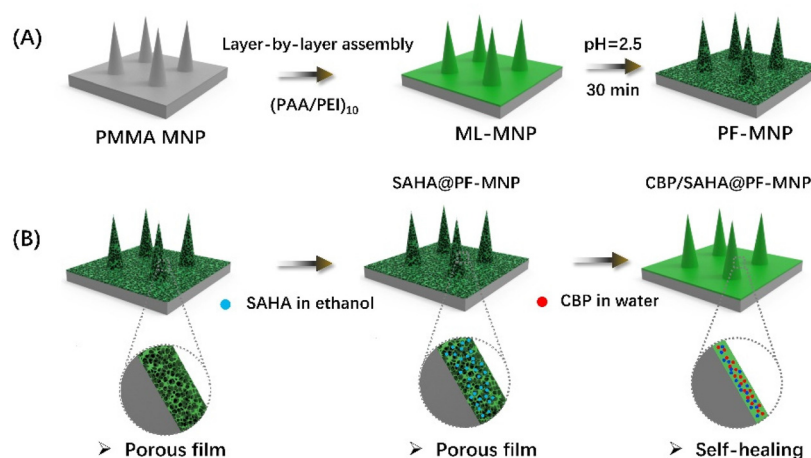 (A)
Layer-by-layer assembly
(PAA/PEI)₁₀
pH=2.5
30 min
PMMA MNP
ML-MNP
PF-MNP
SAHA@PF-MNP
CBP/SAHA@PF-MNP
(B)
SAHA in ethanol
CBP in water
➢ Porous film
➢ Porous film
➢ Self-healing